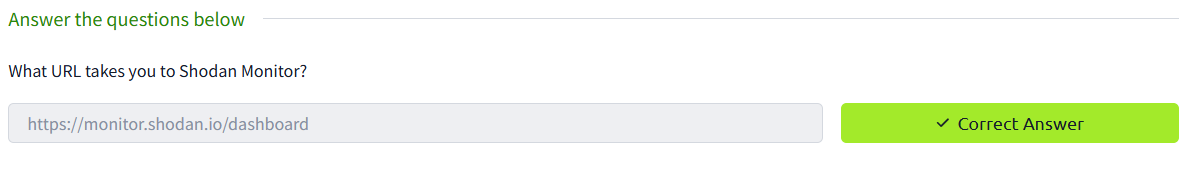 Answer the questions below
What URL takes you to Shodan Monitor?
https://monitor.shodan.io/dashboard
Correct Answer